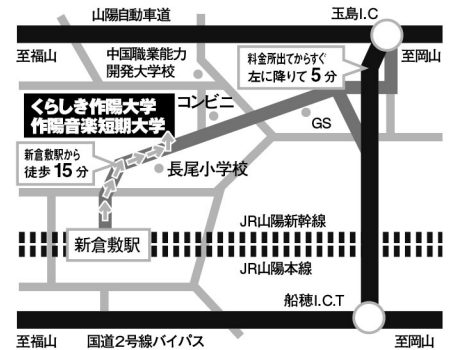 山陽自動車道
玉島I.C
至福山
至岡山
中国職業能力
開発大学校
料金所出てからすぐ
左に降りて5分
くらしき作陽大学
作陽音楽短期大学
コンビニ
GS
新倉敷駅から
徒歩15分
長尾小学校
JR山陽新幹線
新倉敷駅
JR山陽本線
船穂I.C.T
至福山
国道2号線バイパス
至岡山